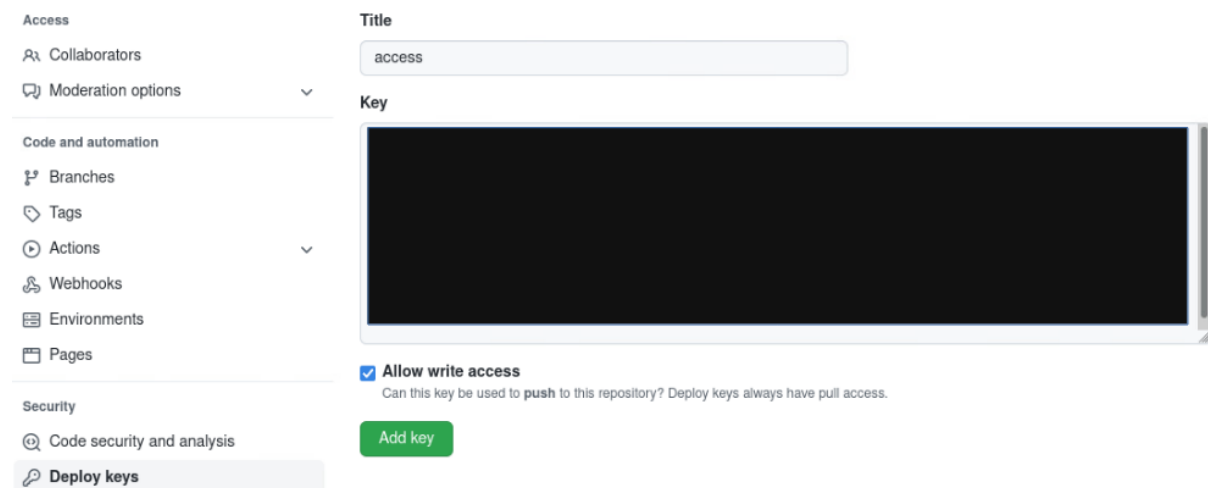 Access
Collaborators
Moderation options
Code and automation
Branches
Tags
Actions
Webhooks
Environments
Pages
Security
Code security and analysis
Deploy keys
Title
access
Key
Allow write access
Can this key be used to push to this repository? Deploy keys always have pull access.
Add key